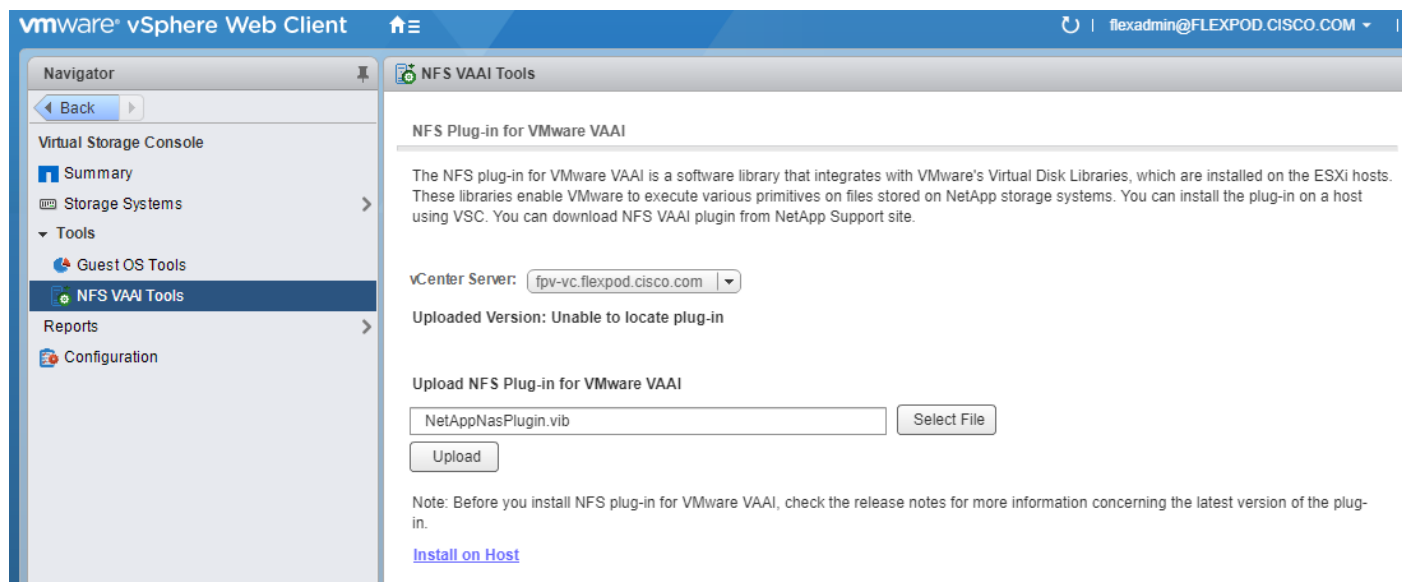 vmware® vSphere Web Client
flexadmin@FLEXPOD.CISCO.COM
Navigator
Back
Virtual Storage Console
Summary
Storage Systems
Tools
Guest OS Tools
NFS VAAI Tools
Reports
Configuration
NFS VAAI Tools
NFS Plug-in for VMware VAAI
The NFS plug-in for VMware VAAI is a software library that integrates with VMware's Virtual Disk Libraries, which are installed on the ESXi hosts.
These libraries enable VMware to execute various primitives on files stored on NetApp storage systems. You can install the plug-in on a host
using VSC. You can download NFS VAAI plugin from NetApp Support site.
vCenter Server: fpv-vc.flexpod.cisco.com
Uploaded Version: Unable to locate plug-in
Upload NFS Plug-in for VMware VAAI
NetAppNasPlugin.vib Select File
Upload
Note: Before you install NFS plug-in for VMware VAAI, check the release notes for more information concerning the latest version of the plug-
in.
Install on Host